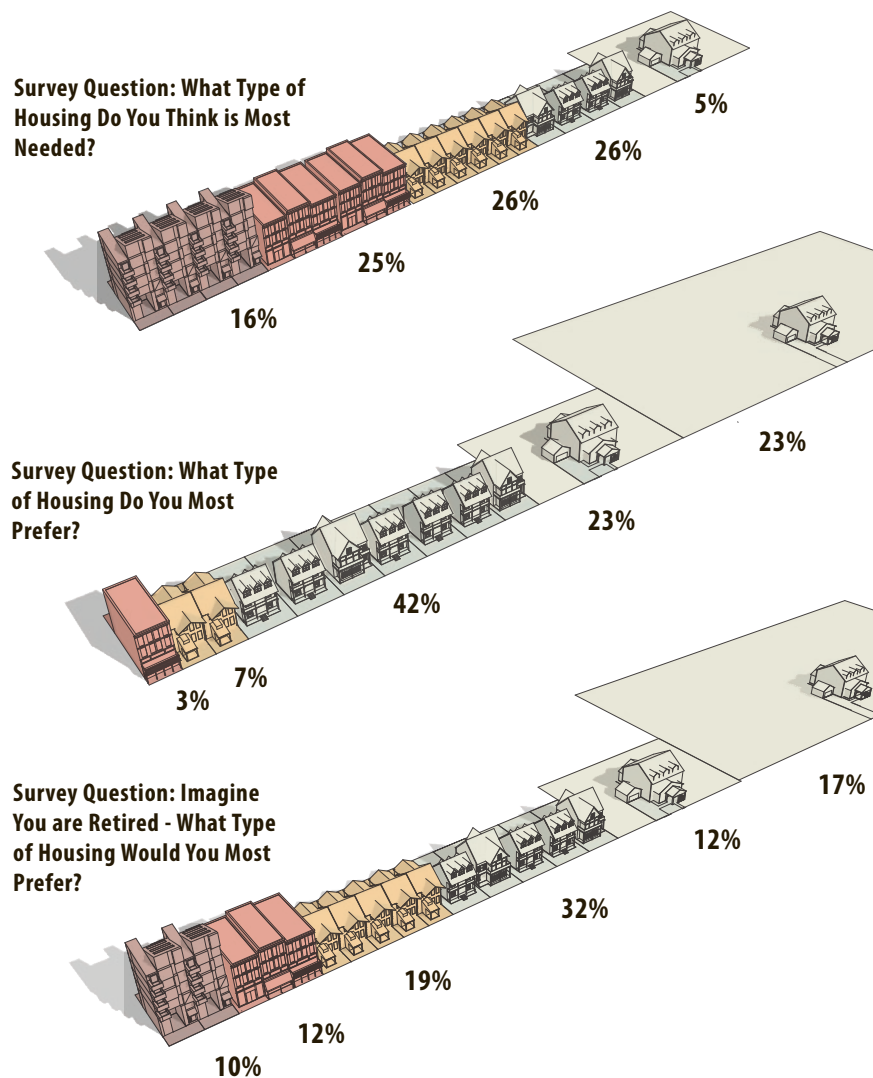 Survey Question: What Type of
Housing Do You Think is Most
Needed?
5%
26%
26%
25%
16%
Survey Question: What Type
of Housing Do You Most
Prefer?
23%
23%
42%
7%
3%
Survey Question: Imagine
You are Retired - What Type
of Housing Would You Most
Prefer?
17%
12%
32%
19%
12%
10%